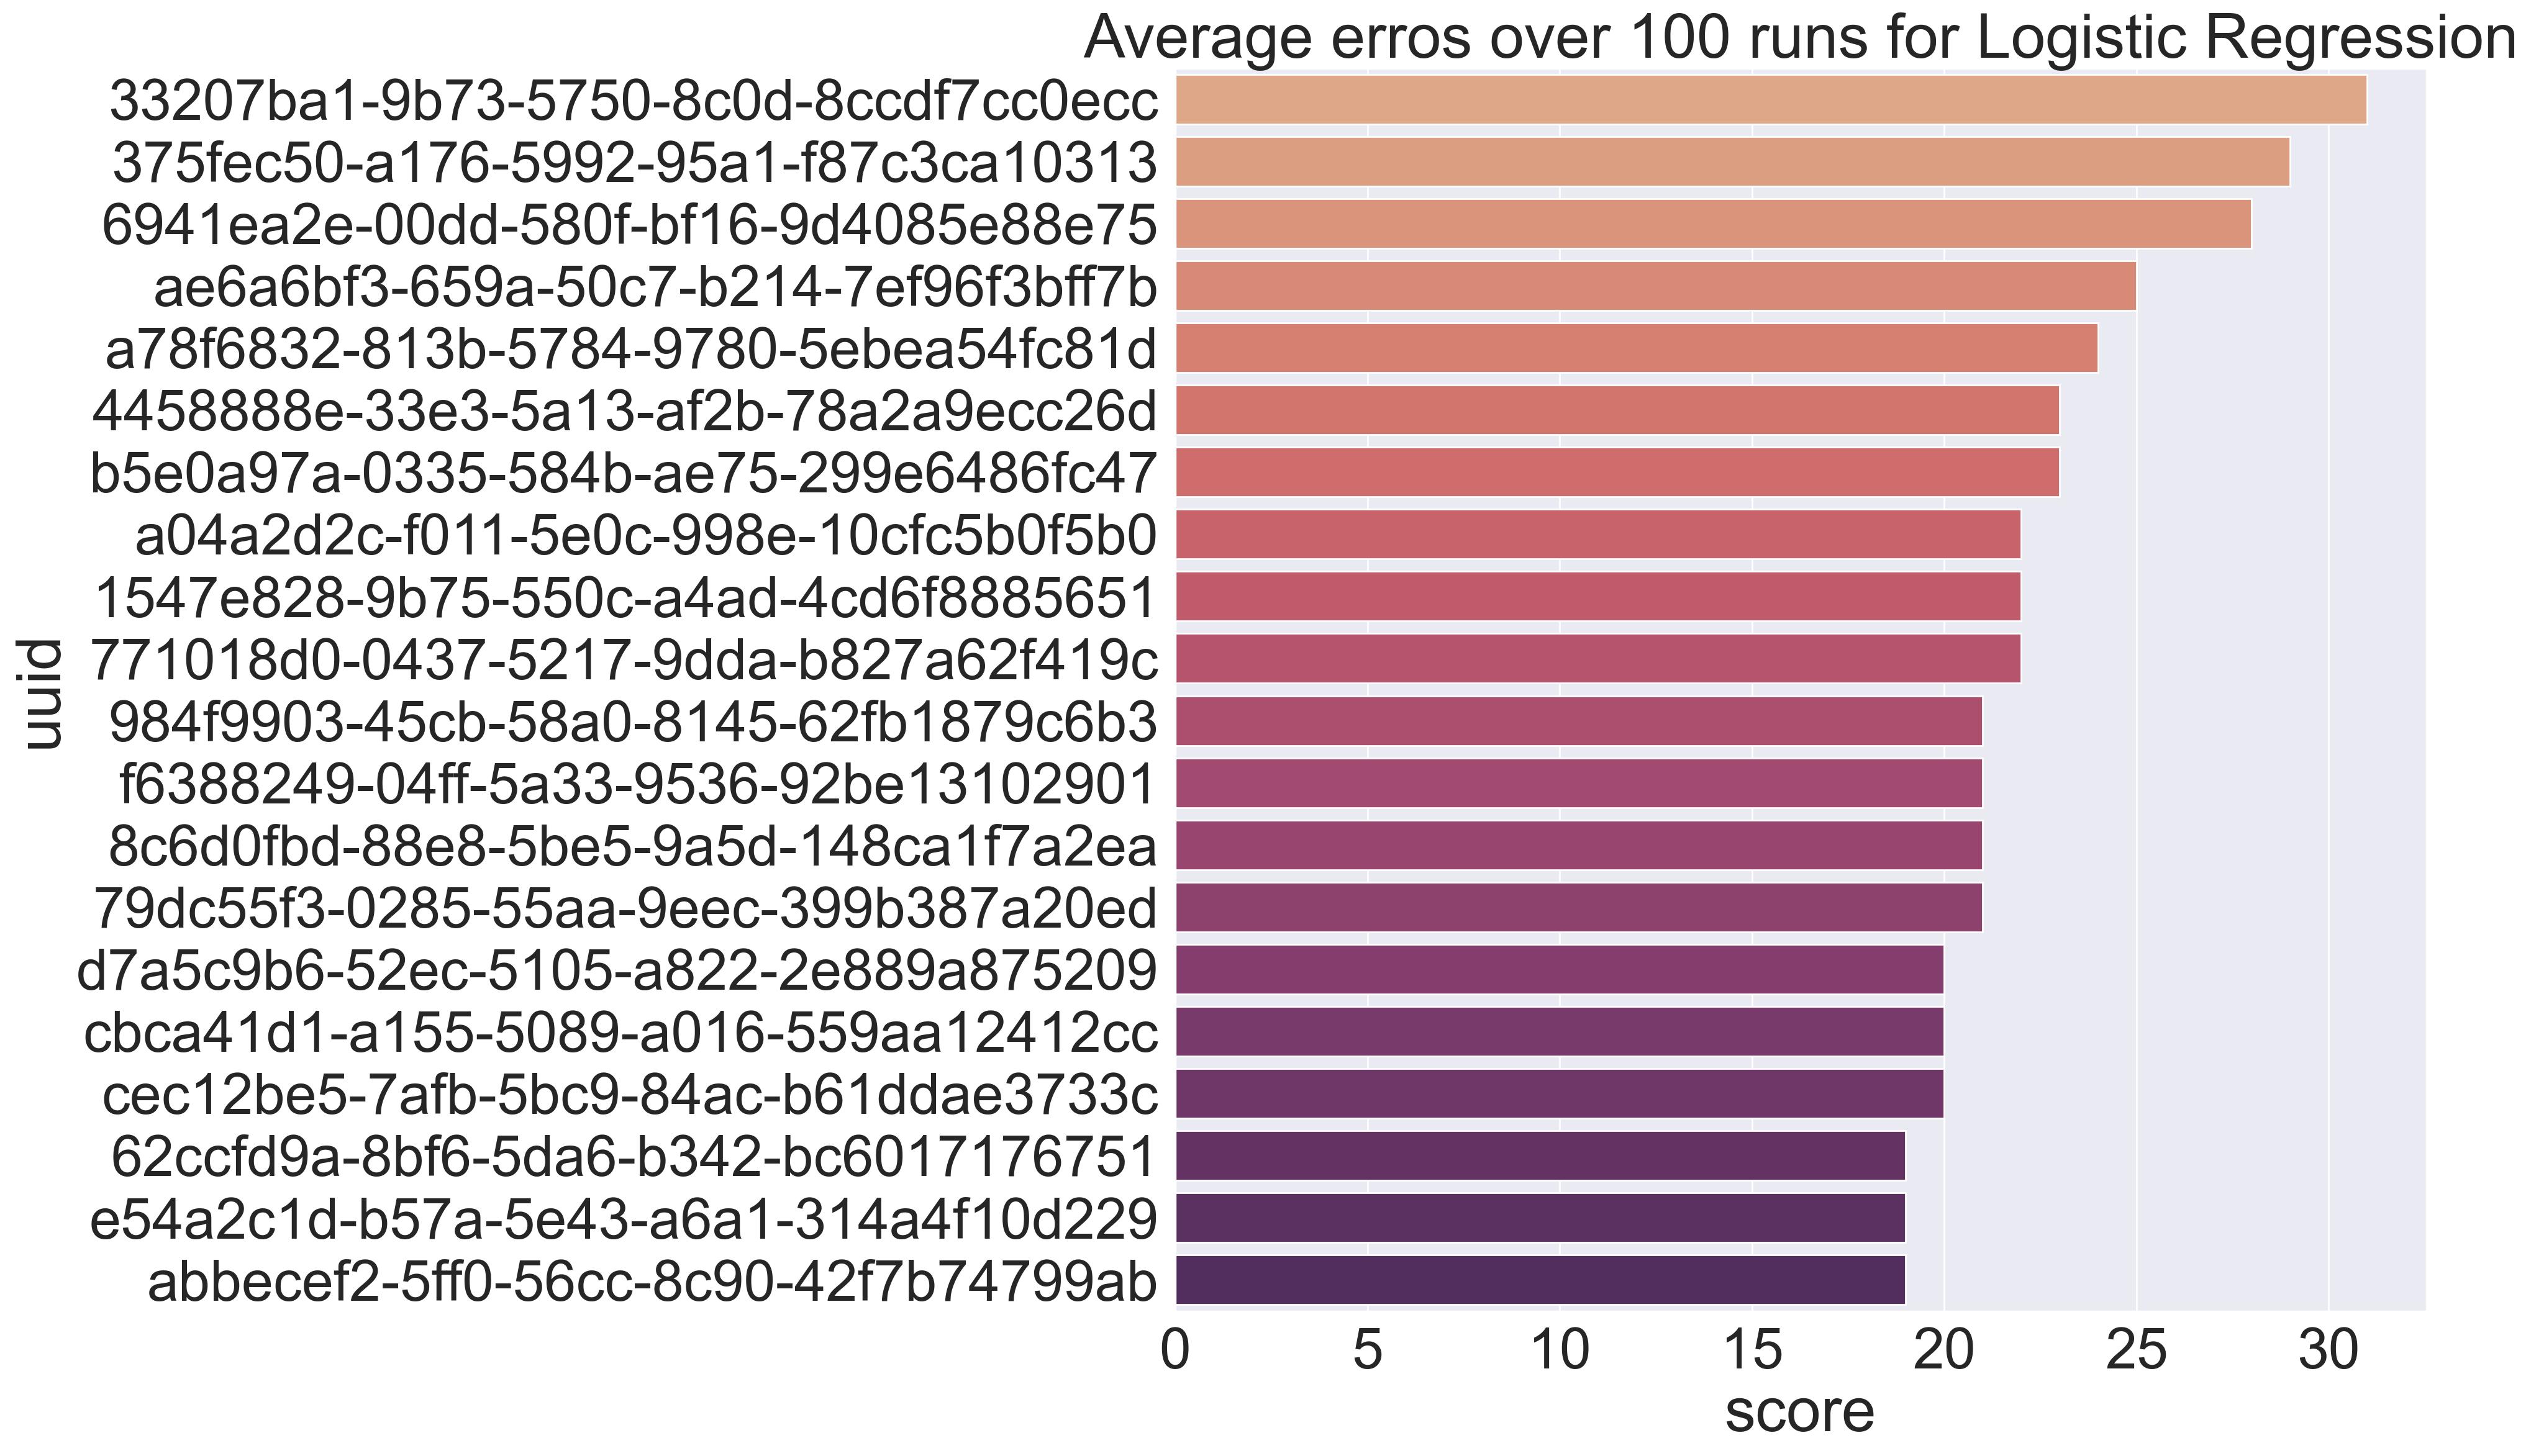 Average erros over 100 runs for Logistic Regression
33207ba1-9b73-5750-8c0d-8ccdf7cc0ecc
375fec50-a176-5992-95a1-f87c3ca10313
6941ea2e-00dd-580f-bf16-9d4085e88e75
ae6a6bf3-659a-50c7-b214-7ef96f3bff7b
a78f6832-813b-5784-9780-5ebea54fc81d
4458888e-33e3-5a13-af2b-78a2a9ecc26d
b5e0a97a-0335-584b-ae75-299e6486fc47
a04a2d2c-f011-5e0c-998e-10cfc5b0f5b0
1547e828-9b75-550c-a4ad-4cd6f8885651
771018d0-0437-5217-9dda-b827a62f419c
984f9903-45cb-58a0-8145-62fb1879c6b3
f6388249-04ff-5a33-9536-92be13102901
8c6d0fbd-88e8-5be5-9a5d-148ca1f7a2ea
79dc55f3-0285-55aa-9eec-399b387a20ed
d7a5c9b6-52ec-5105-a822-2e889a875209
cbca41d1-a155-5089-a016-559aa12412cc
cec12be5-7afb-5bc9-84ac-b61ddae3733c
62ccfd9a-8bf6-5da6-b342-bc6017176751
e54a2c1d-b57a-5e43-a6a1-314a4f10d229
abbecef2-5ff0-56cc-8c90-42f7b74799ab
uuid
0 5 10 15 20 25 30
score